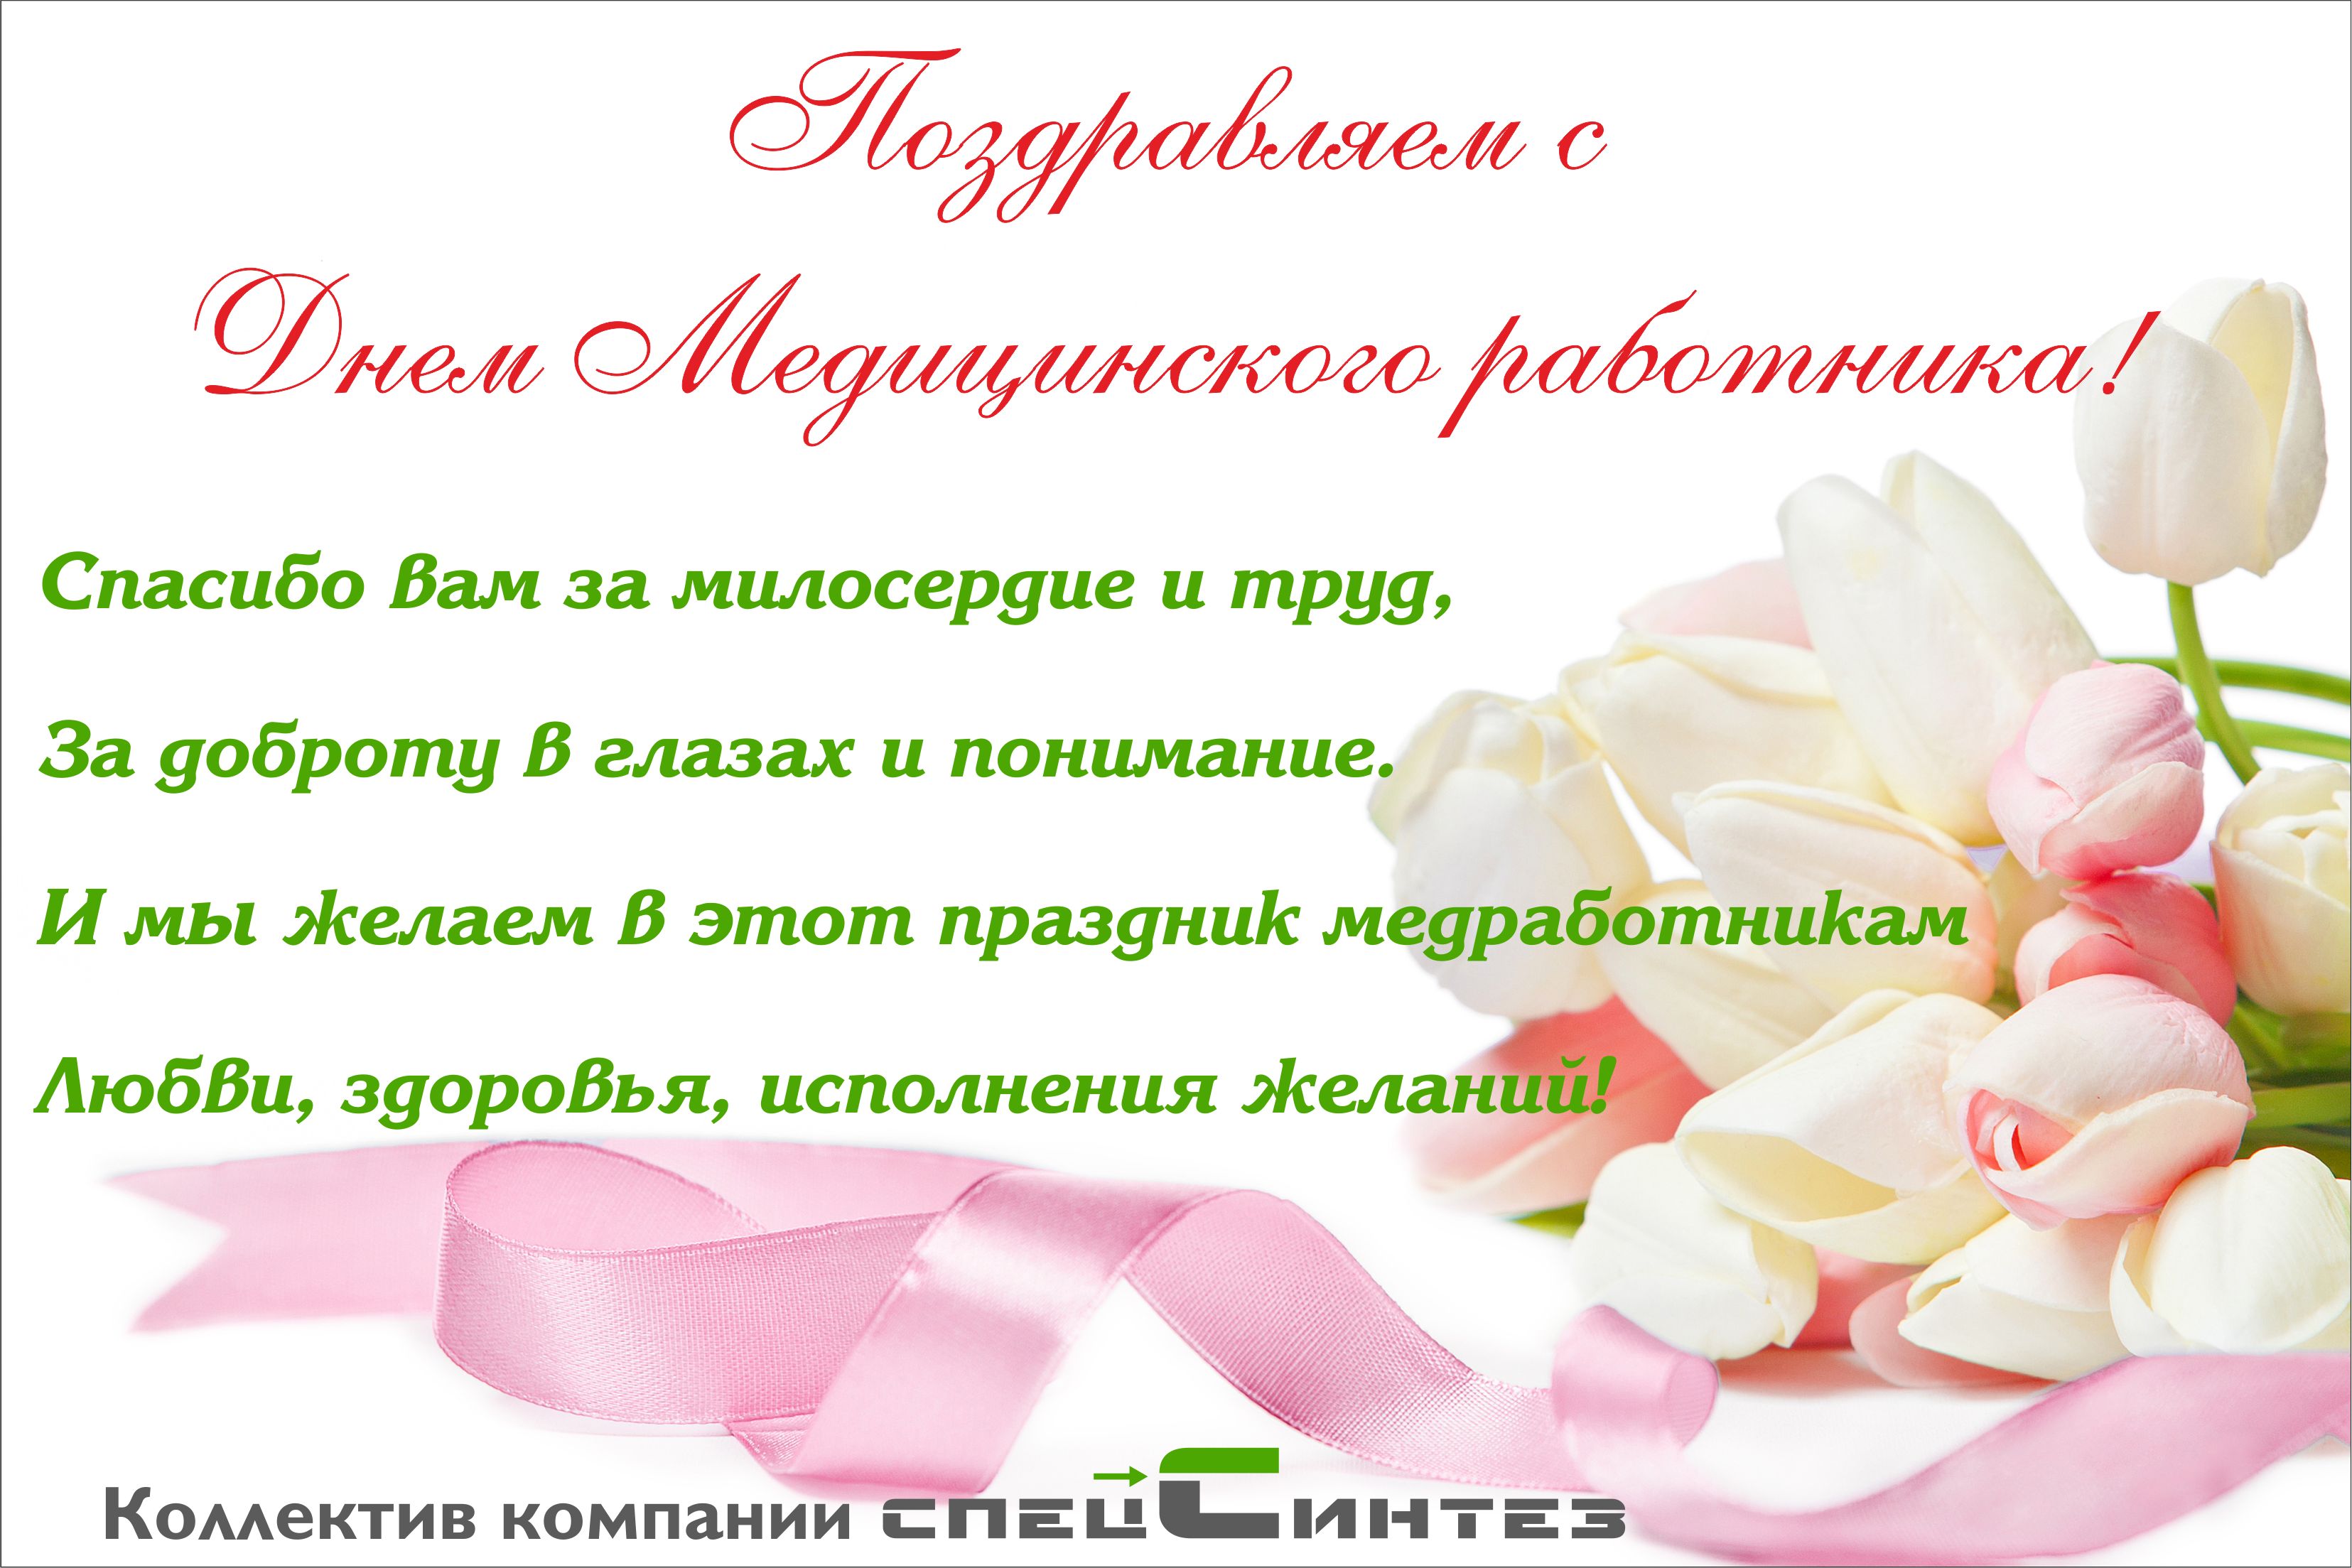 Поздравляем с
Днем Медицинского работника!
Спасибо вам за милосердие и труд,
За доброту в глазах и понимание.
И мы желаем в этот праздник медработникам
Любви, здоровья, исполнения желаний!
Коллектив компании СПЕЦСИНТЕЗ